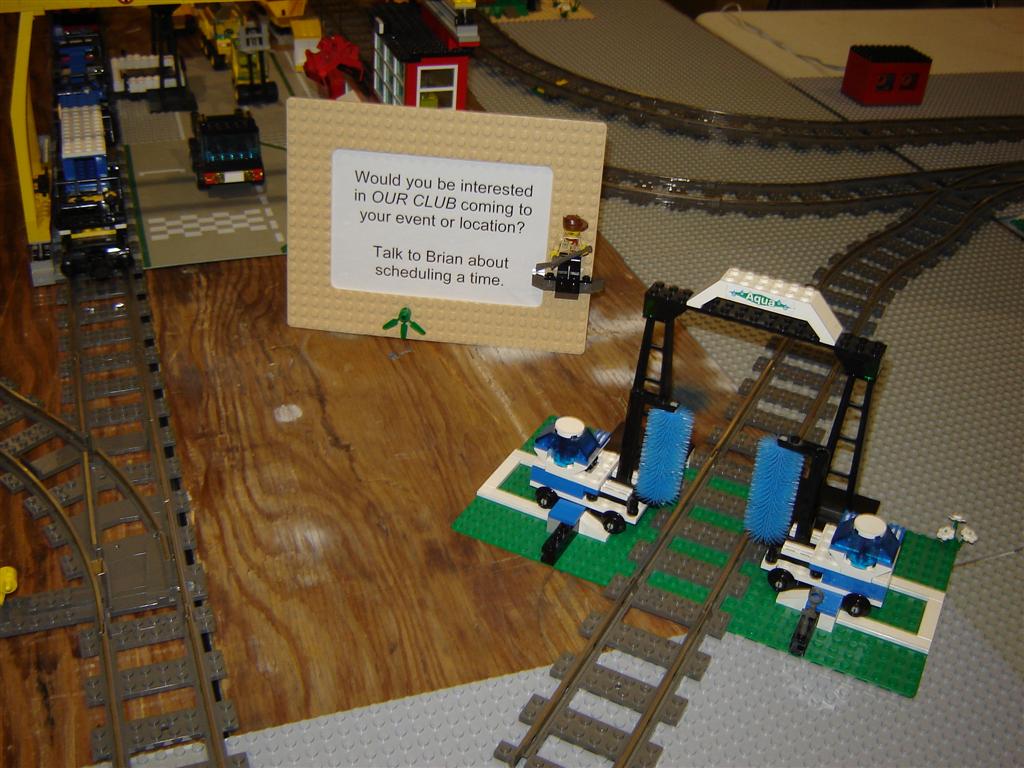 Would you be interested
in OUR CLUB coming to
your event or location?
Talk to Brian about
scheduling a time.
Aqua